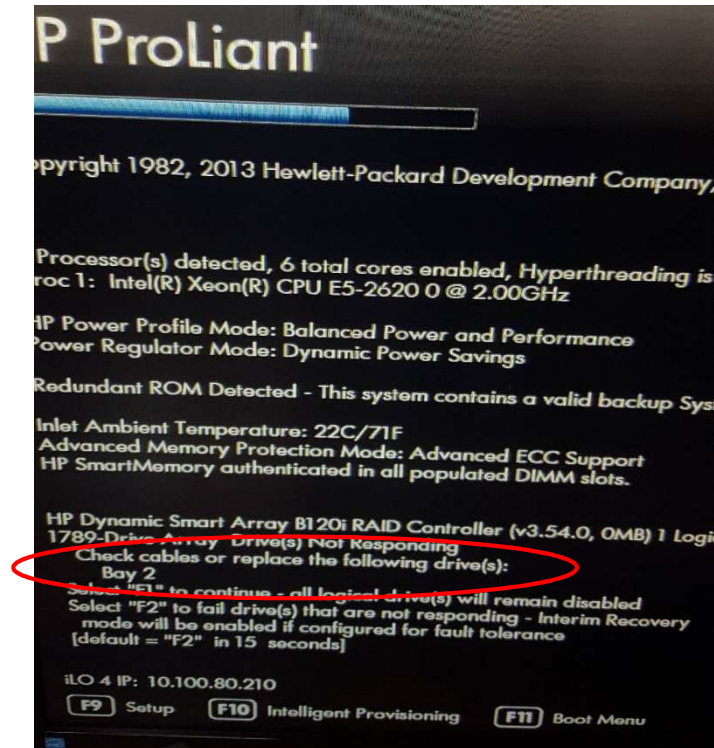 P ProLiant
opyright 1982, 2013 Hewlett-Packard Development Company,
Processor(s) detected, 6 total cores enabled, Hyperthreading is
roc 1: Intel(R) Xeon(R) CPU E5-2620 0 @ 2.00GHz
HP Power Profile Mode: Balanced Power and Performance
Power Regulator Mode: Dynamic Power Savings
Redundant ROM Detected - This system contains a valid backup Sys
Inlet Ambient Temperature: 22C/71F
Advanced Memory Protection Mode: Advanced ECC Support
HP SmartMemory authenticated in all populated DIMM slots.
HP Dynamic Smart Array B120i RAID Controller (v3.54.0, 0MB) 1 Logi
1789-Drive Array Drive(s) Not Responding
Check cables or replace the following drive(s):
Bay 2
Select "F1" to continue - all logical drive(s) will remain disabled
Select "F2" to fail drive(s) that are not responding - Interim Recovery
mode will be enabled if configured for fault tolerance
[default = "F2" in 15 seconds]
iLO 4 IP: 10.100.80.210
F9 Setup F10 Intelligent Provisioning F11 Boot Menu